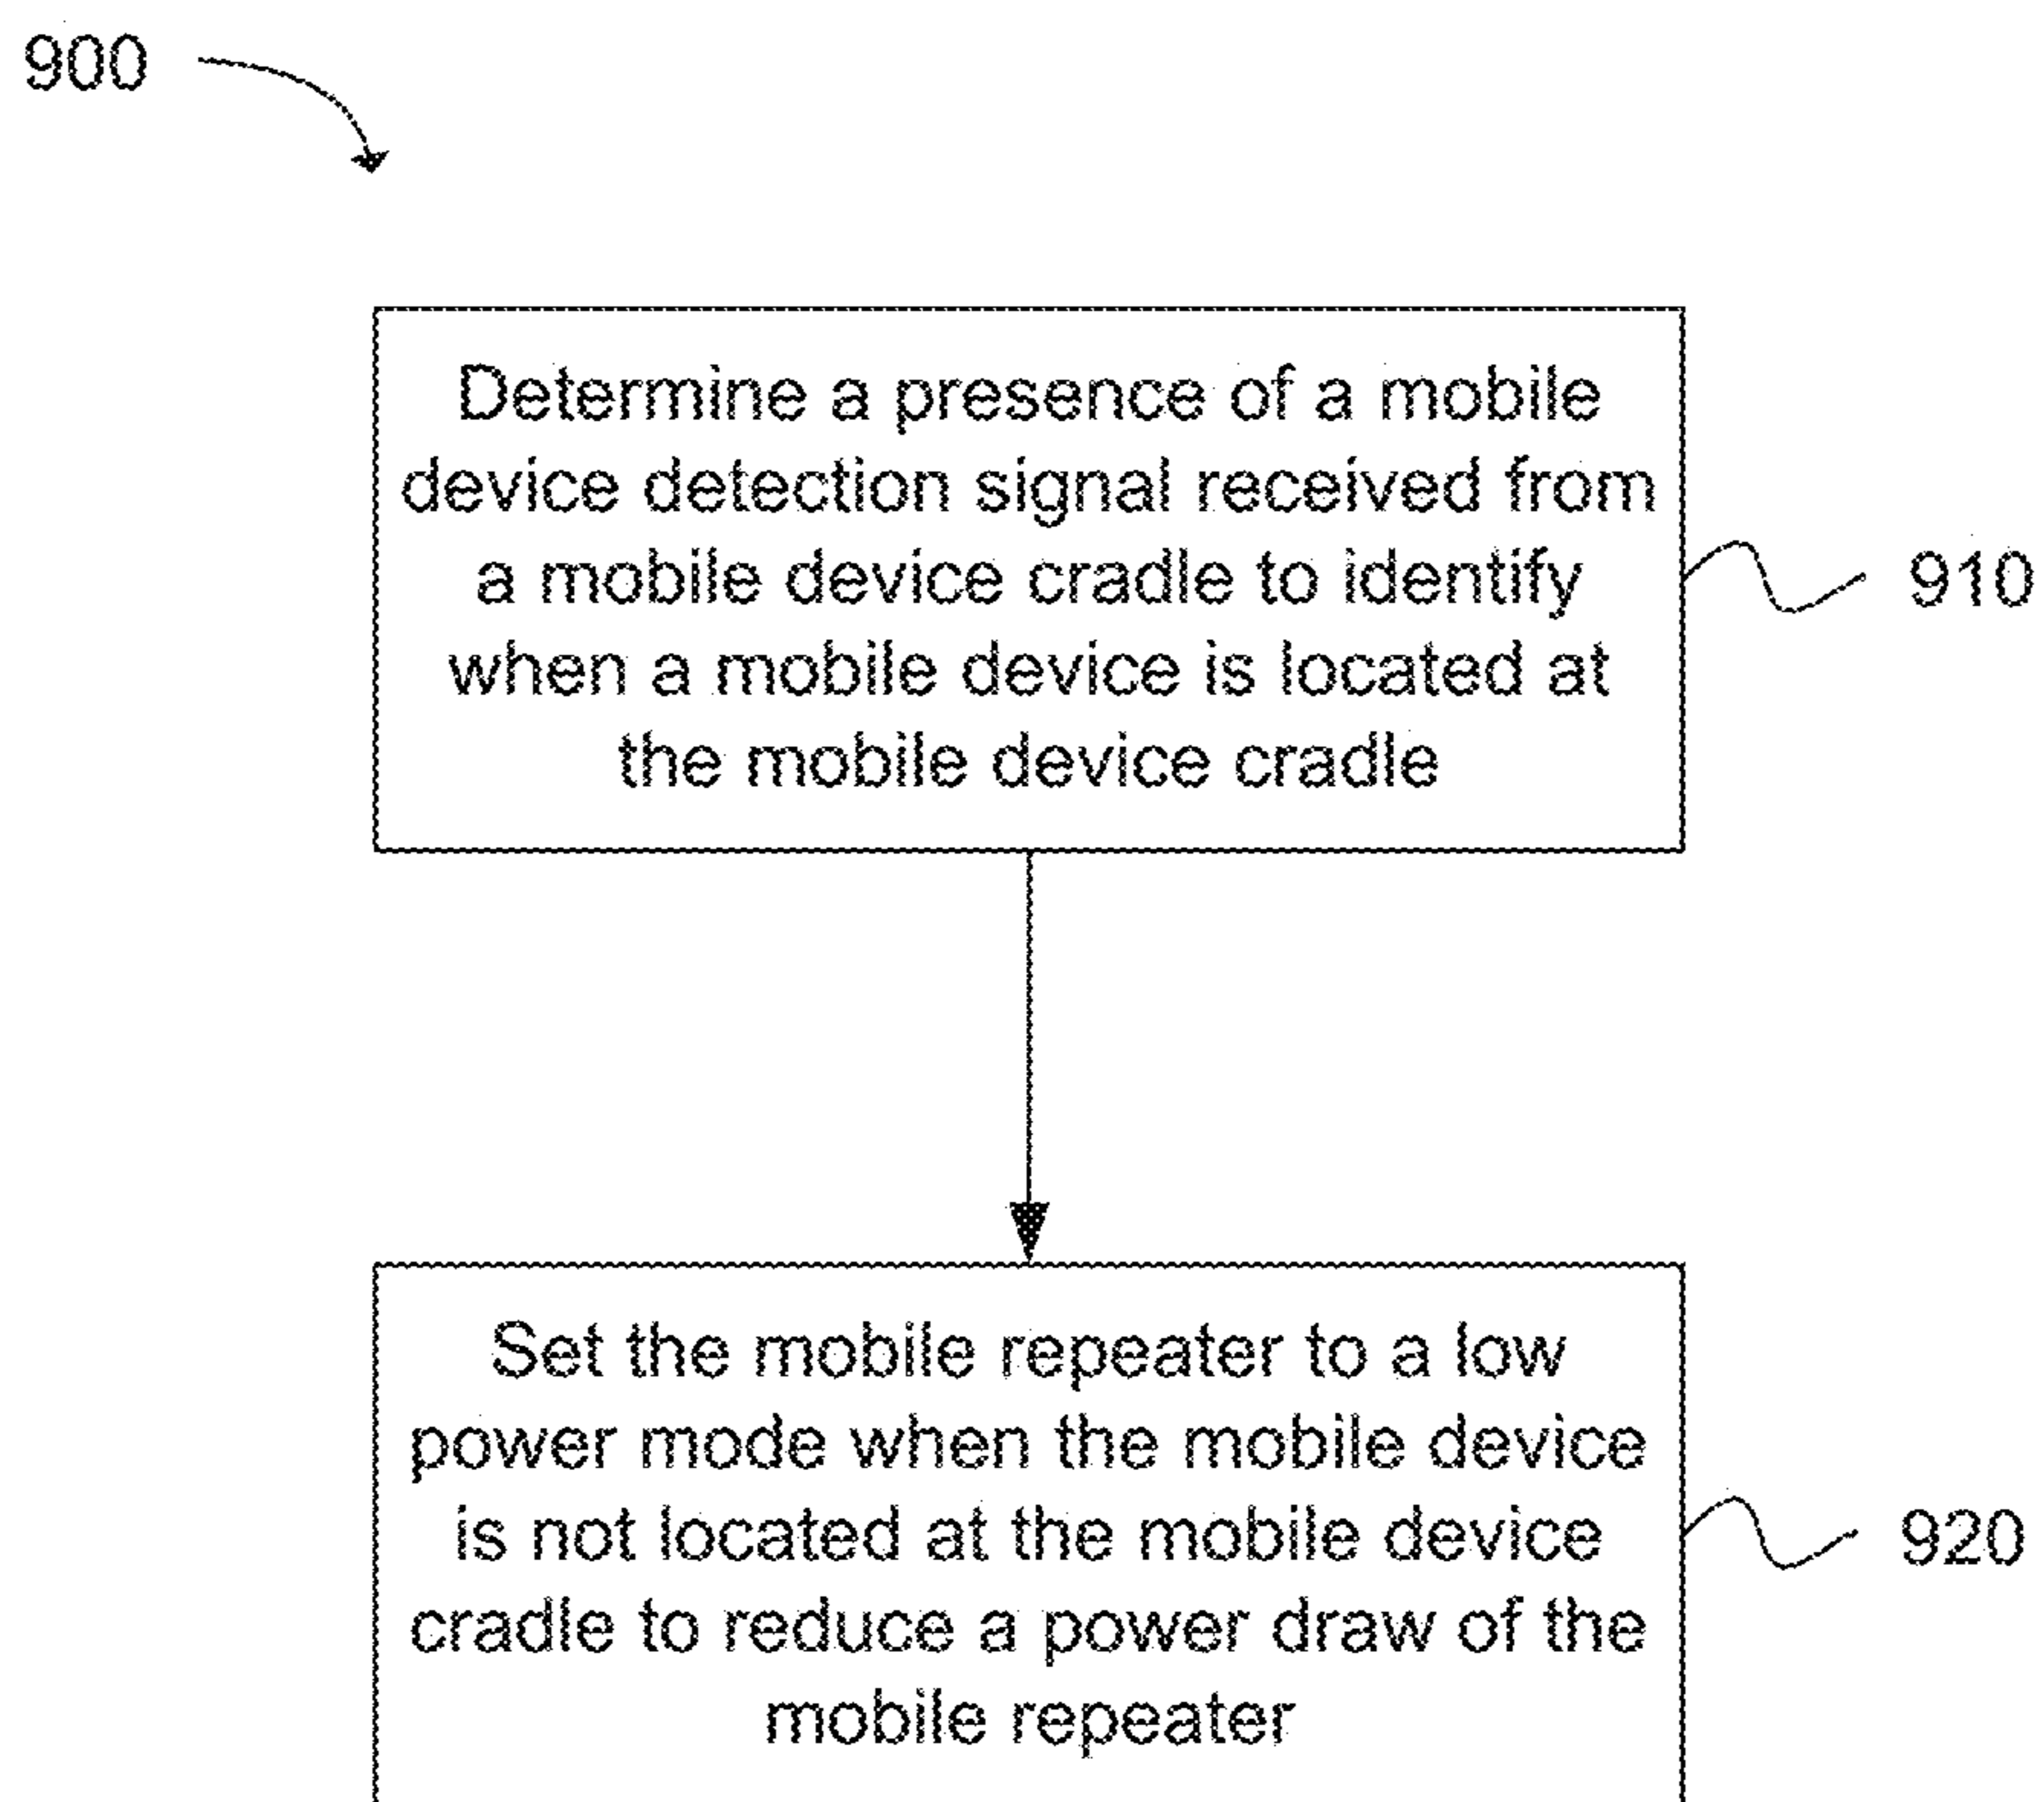 900
Determine a presence of a mobile
device detection signal received from
a mobile device cradle to identify
when a mobile device is located at
the mobile device cradle
910
Set the mobile repeater to a low
power mode when the mobile device
is not located at the mobile device
cradle to reduce a power draw of the
mobile repeater
920